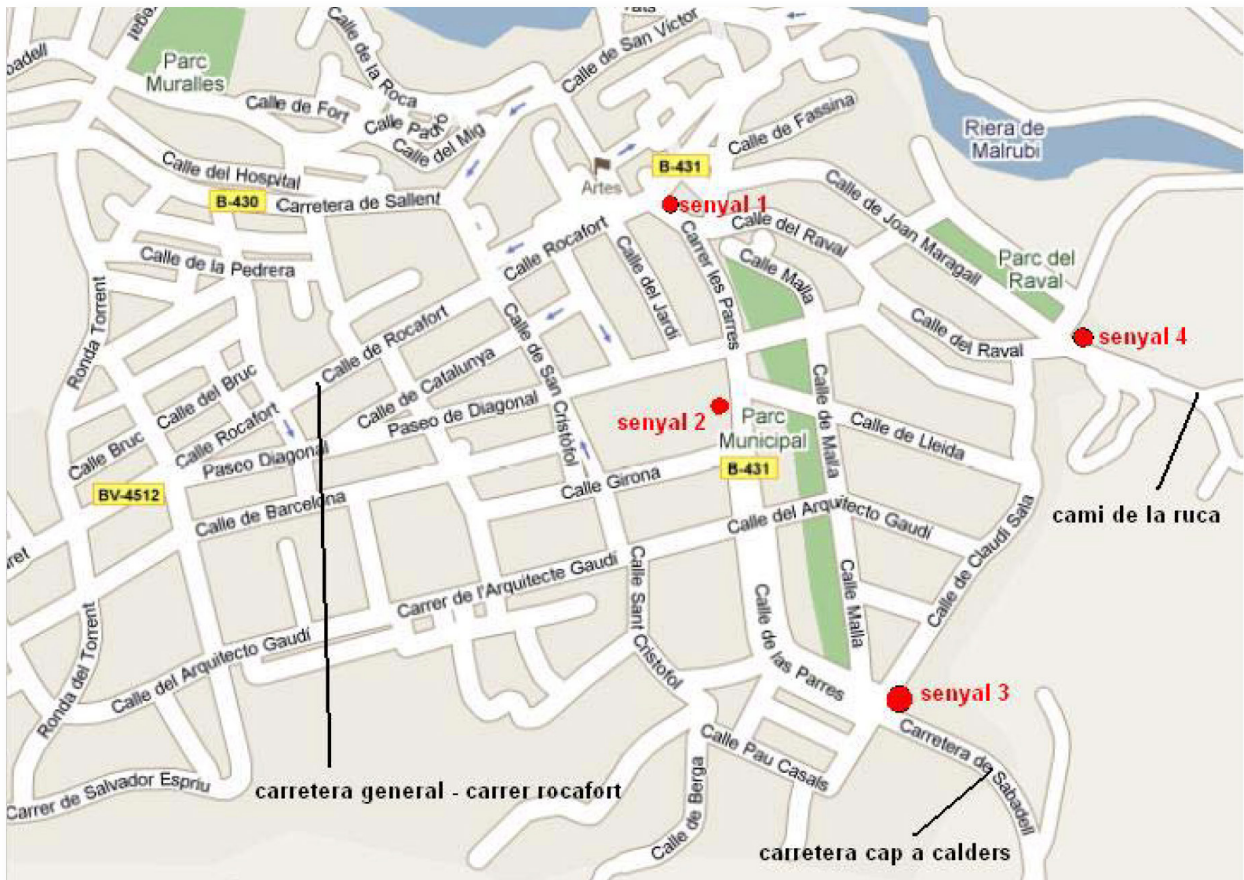 Parc
Muralles
Calle de la Roca
Calle de San Victor
Calle de Fort
Calle Padró
Calle del Mig
Calle del Hospital
B-430
Carretera de Sallent
Artes
B-431
Calle de Fassina
Riera de
Malrubi
senyal 1
Calle Rocafort
Carrer les Parres
Calle del Raval
Calle de Joan Maragall
Parc del
Raval
Calle de la Pedrera
Calle del Jardi
Calle Malla
Ronda Torrent
Calle de Rocafort
Calle de San Cristòfol
Calle del Raval
senyal 4
Calle del Bruc
Calle de Catalunya
Paseo de Diagonal
senyal 2
Parc
Municipal
Calle de Malla
Calle de Lleida
Calle Bruc
Calle Rocafort
Paseo Diagonal
B-431
BV-4512
Calle de Barcelona
Calle Girona
Calle del Arquitecto Gaudí
cami de la ruca
Calle de Claudi Sala
Carrer de l'Arquitecte Gaudí
Calle Sant Cristofol
Calle de las Parres
Calle Malla
Ronda del Torrent
Calle del Arquitecto Gaudí
senyal 3
Carrer de Salvador Espriu
carretera general - carrer rocafort
Calle Pau Casals
Calle de Berga
Carretera de Sabadell
carretera cap a calders